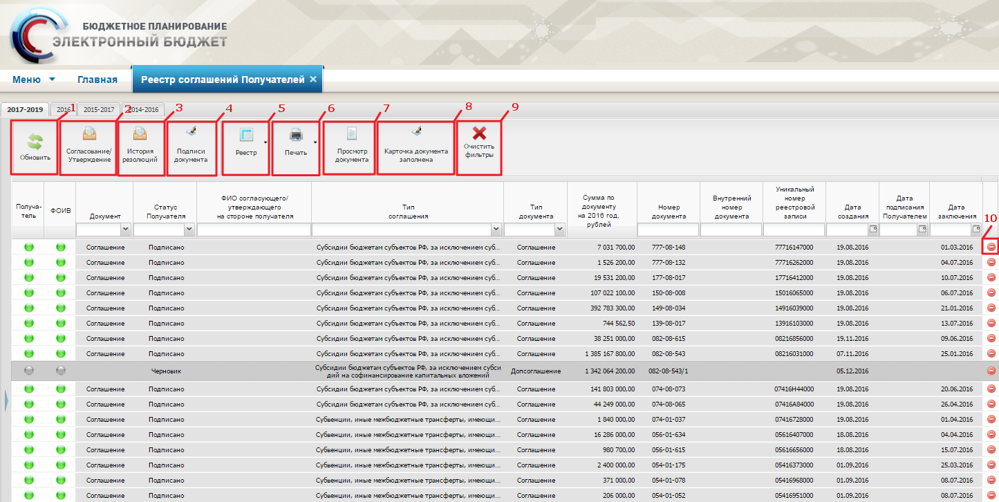 БЮДЖЕТНОЕ ПЛАНИРОВАНИЕ
ЭЛЕКТРОННЫЙ БЮДЖЕТ
Меню Главная Реестр соглашений Получателей
2017-2019 2016 2015-2017 2014-2016
1 2 3 4 5 6 7 8 9
Обновить
Согласование/
Утверждение
История
резолюций
Подписи
документа
Реестр
Печать
Просмотр
документа
Карточка документа
заполнена
Очистить
фильтры
10
Получа-
тель
ФОИВ
Документ
Статус
Получателя
ФИО согласующего/
утверждающего
на стороне получателя
Тип
соглашения
Тип
документа
Сумма по
документу
на 2016 год,
рублей
Номер
документа
Внутренний
номер
документа
Уникальный
номер
реестровой
записи
Дата
создания
Дата
подписания
Получателем
Дата
заключения
Соглашение Подписано Субсидии бюджетам субъектов РФ, за исключением суб... Соглашение 7 031 700,00 777-08-148 77716147000 19.08.2016 01.03.2016
Соглашение Подписано Субсидии бюджетам субъектов РФ, за исключением суб... Соглашение 1 526 200,00 777-08-132 77716262000 19.08.2016 04.07.2016
Соглашение Подписано Субсидии бюджетам субъектов РФ, за исключением суб... Соглашение 19 531 200,00 177-08-017 17716412000 19.08.2016 10.07.2016
Соглашение Подписано Субсидии бюджетам субъектов РФ, за исключением суб... Соглашение 107 022 100,00 150-08-008 15016065000 19.08.2016 06.07.2016
Соглашение Подписано Субсидии бюджетам субъектов РФ, за исключением суб... Соглашение 392 783 300,00 149-08-034 14916039000 19.08.2016 21.01.2016
Соглашение Подписано Субсидии бюджетам субъектов РФ, за исключением суб... Соглашение 744 562,50 139-08-017 13916103000 19.08.2016 13.07.2016
Соглашение Подписано Субсидии бюджетам субъектов РФ, за исключением суб... Соглашение 38 251 000,00 082-08-615 08216856000 19.11.2016 09.06.2016
Соглашение Подписано Субсидии бюджетам субъектов РФ, за исключением суб... Соглашение 1 385 167 800,00 082-08-543 08216031000 07.11.2016 25.01.2016
Черновик Субсидии бюджетам субъектов РФ, за исключением субси Допсоглашение 1 342 064 200,00 082-08-543/1 05.12.2016
дий на софинансирование капитальных вложений
Соглашение Подписано Субсидии бюджетам субъектов РФ, за исключением суб... Соглашение 141 803 000,00 074-08-073 07416Н44000 19.08.2016 20.06.2016
Соглашение Подписано Субсидии бюджетам субъектов РФ, за исключением суб... Соглашение 44 249 000,00 074-08-065 07416А84000 19.08.2016 26.04.2016
Соглашение Подписано Субвенции, иные межбюджетные трансферты, имеющи... Соглашение 1 840 000,00 074-01-037 07416728000 19.08.2016 01.04.2016
Соглашение Подписано Субвенции, иные межбюджетные трансферты, имеющи... Соглашение 16 286 000,00 056-01-634 05616407000 18.08.2016 04.04.2016
Соглашение Подписано Субвенции, иные межбюджетные трансферты, имеющи... Соглашение 980 700,00 056-01-615 05616656000 18.08.2016 15.07.2016
Соглашение Подписано Субвенции, иные межбюджетные трансферты, имеющи... Соглашение 2 400 000,00 054-01-175 05416373000 01.09.2016 25.03.2016
Соглашение Подписано Субвенции, иные межбюджетные трансферты, имеющи... Соглашение 371 000,00 054-01-078 05416968000 01.09.2016 08.07.2016
Соглашение Подписано Субвенции, иные межбюджетные трансферты, имеющи... Соглашение 206 000,00 054-01-052 05416951000 01.09.2016 08.07.2016